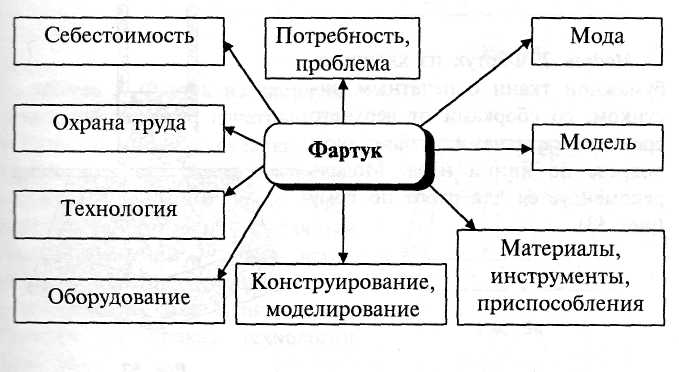 Себестоимость
Потребность,
проблема
Мода
Охрана труда
Фартук
Модель
Технология
Оборудование
Конструирование,
моделирование
Материалы,
инструменты,
приспособления